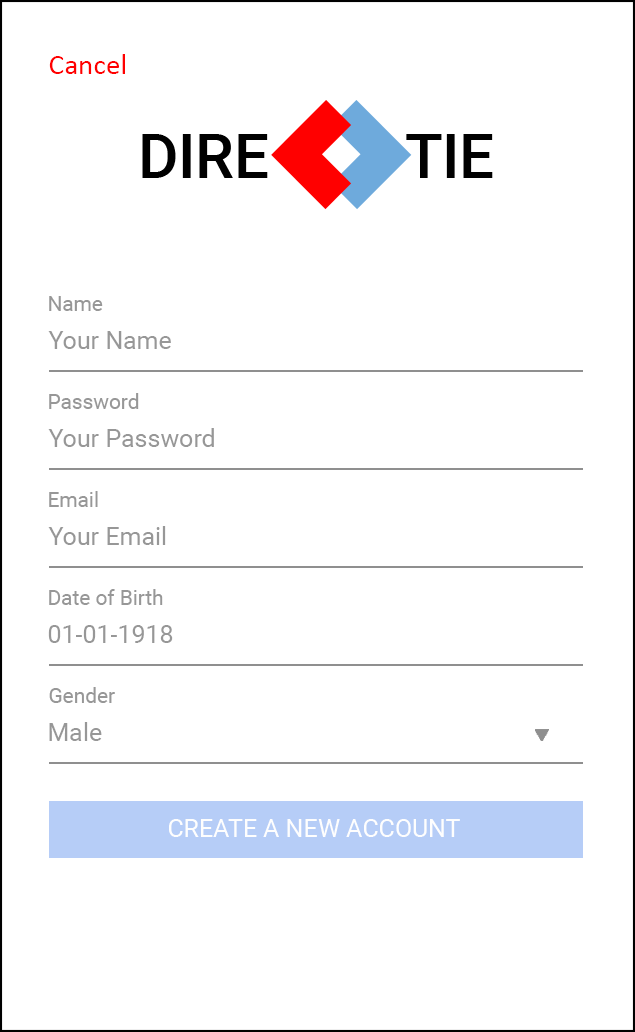 Cancel
DIRE TIE
Name
Your Name
Password
Your Password
Email
Your Email
Date of Birth
01-01-1918
Gender
Male
CREATE A NEW ACCOUNT